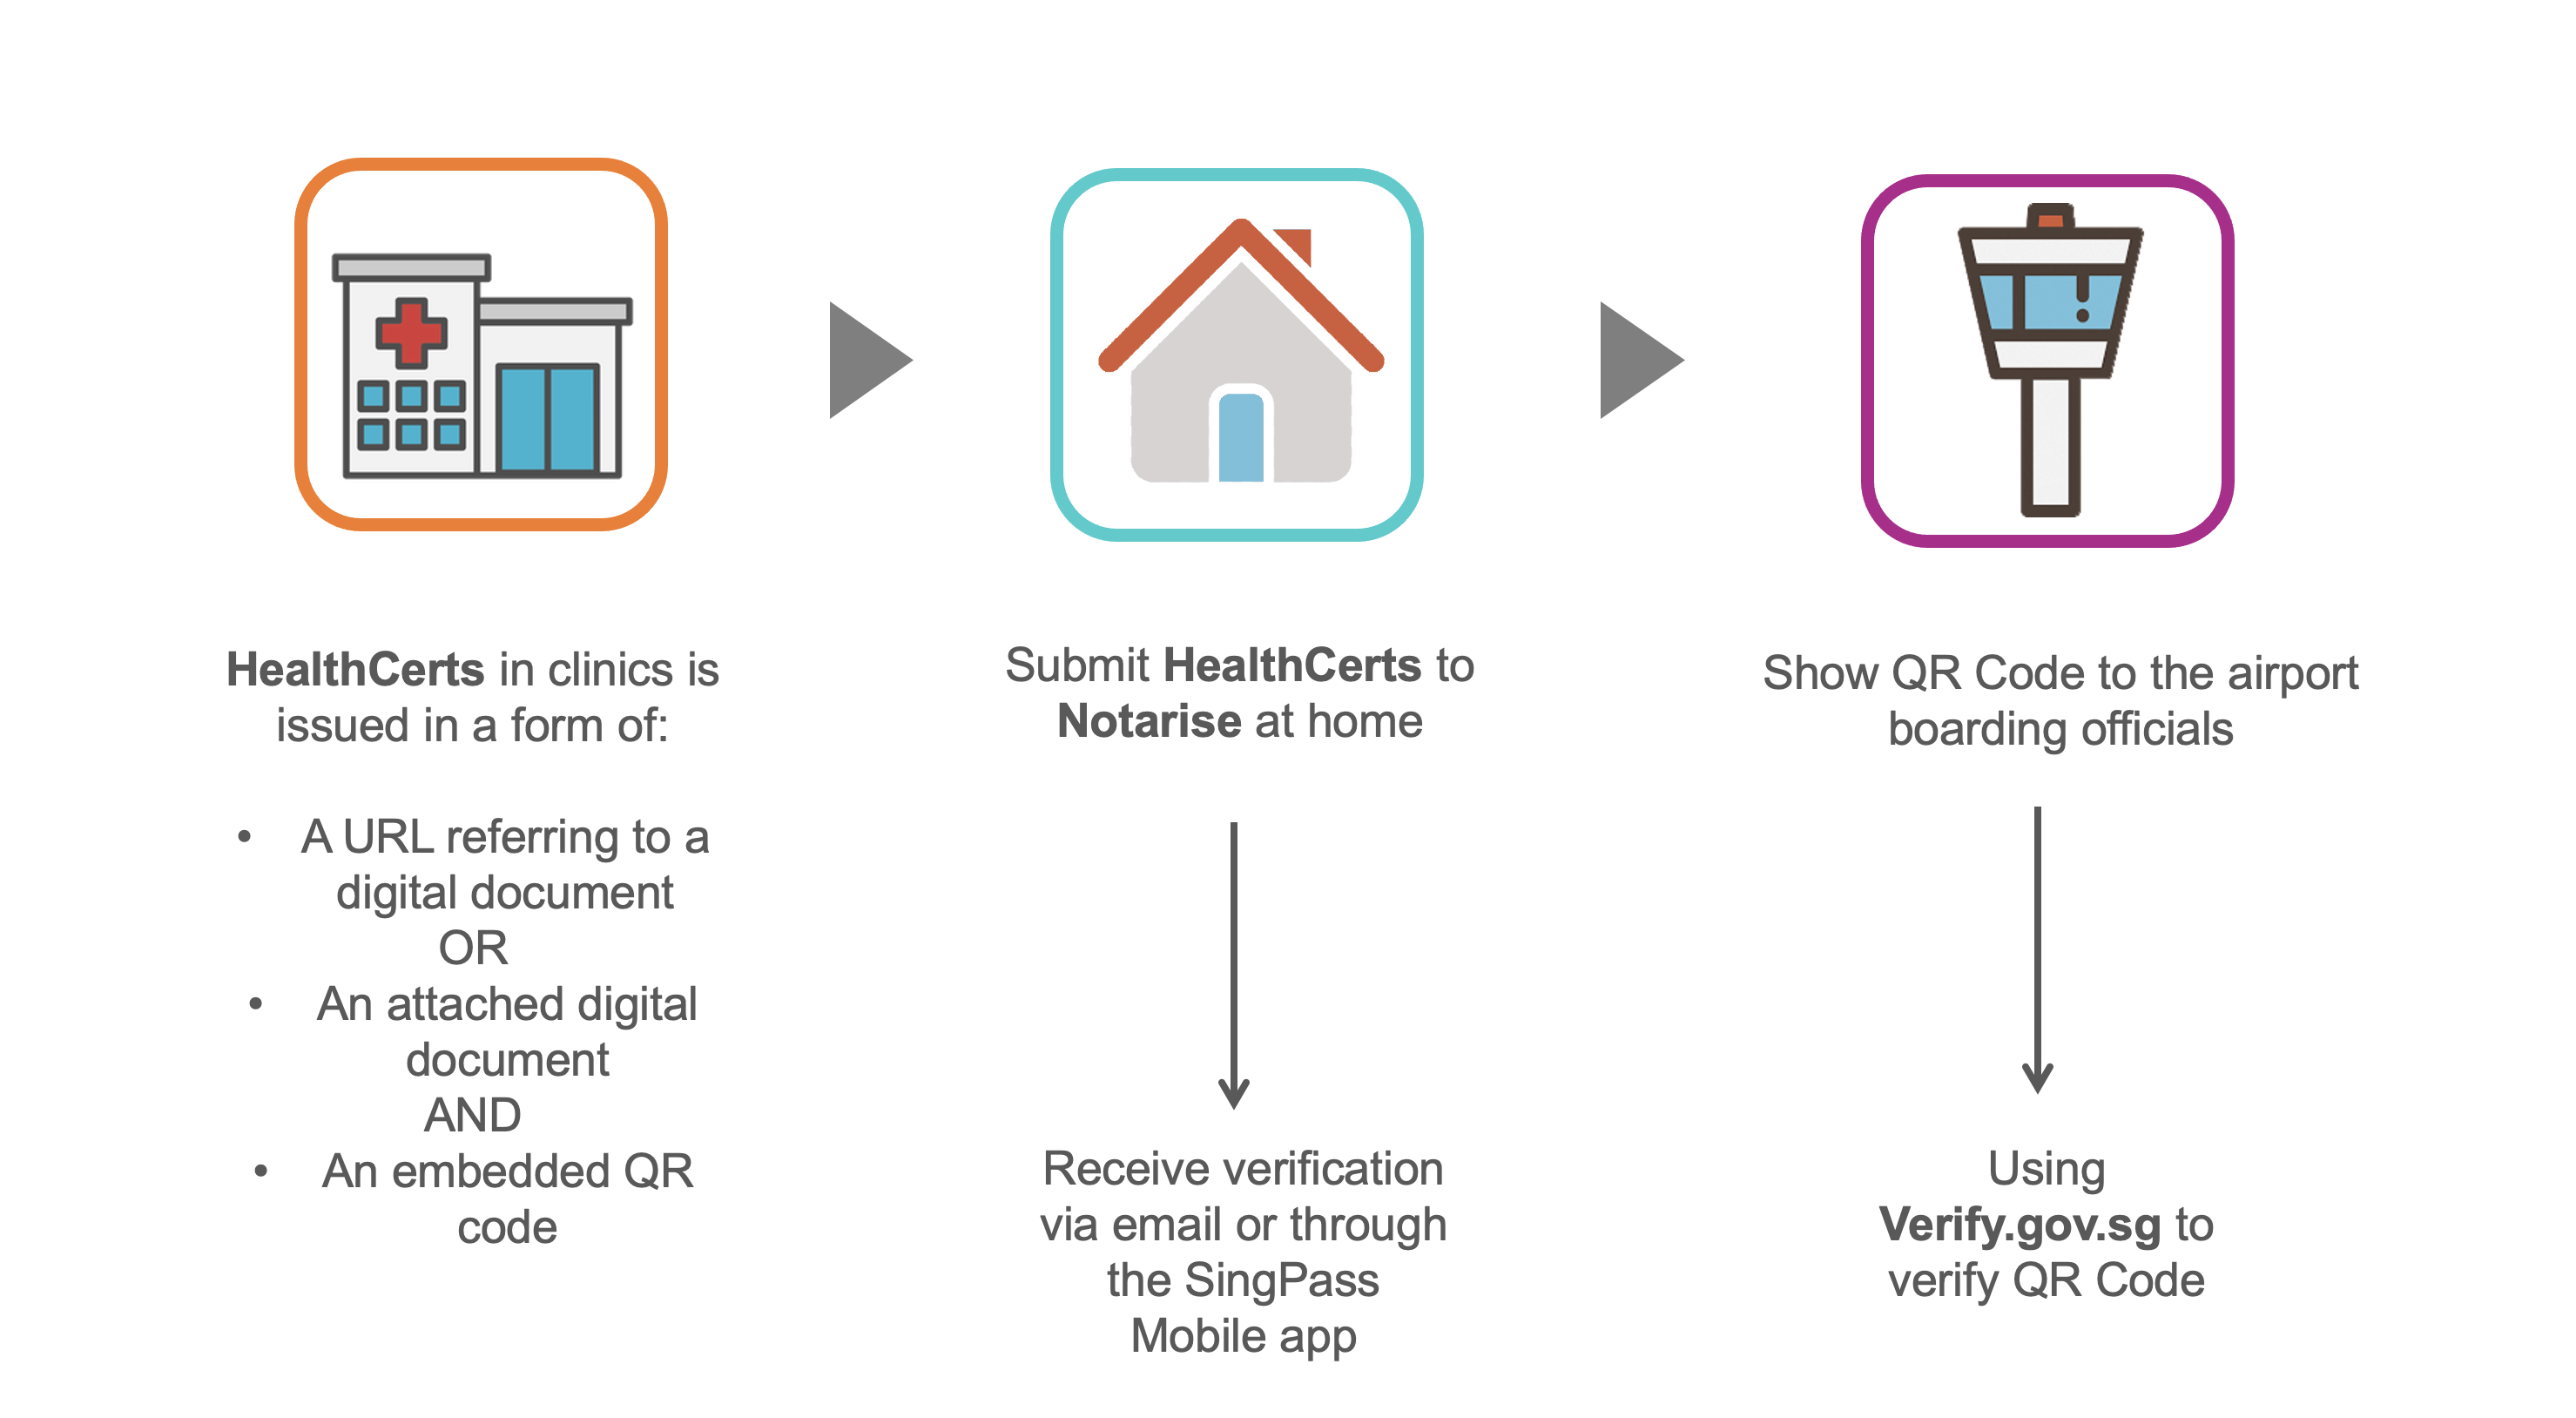 HealthCerts in clinics is
issued in a form of:
• A URL referring to a
digital document
OR
• An attached digital
document
AND
• An embedded QR
code
Submit HealthCerts to
Notarise at home
Receive verification
via email or through
the SingPass
Mobile app
Show QR Code to the airport
boarding officials
Using
Verify.gov.sg to
verify QR Code